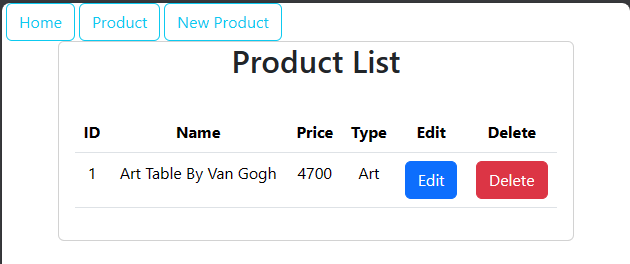 Home Product New Product
Product List
ID Name Price Type Edit Delete
1 Art Table By Van Gogh 4700 Art Edit Delete